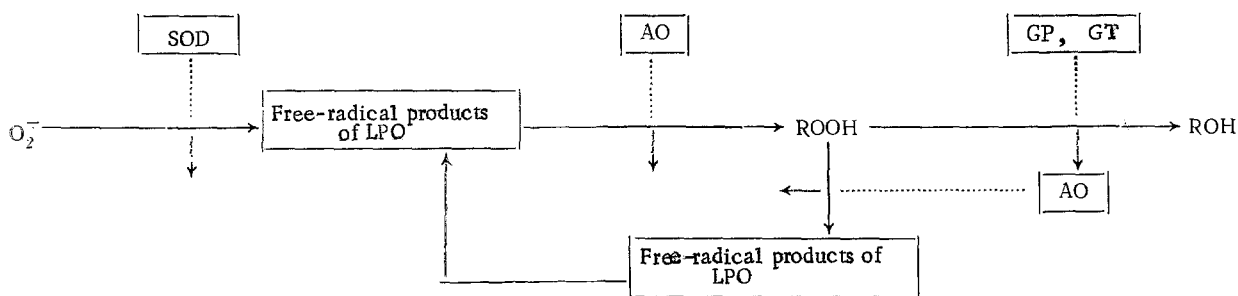 SOD
AO
GP, GT
Free-radical products
of LPO
O₂⁻
ROOH
ROH
AO
Free-radical products of
LPO